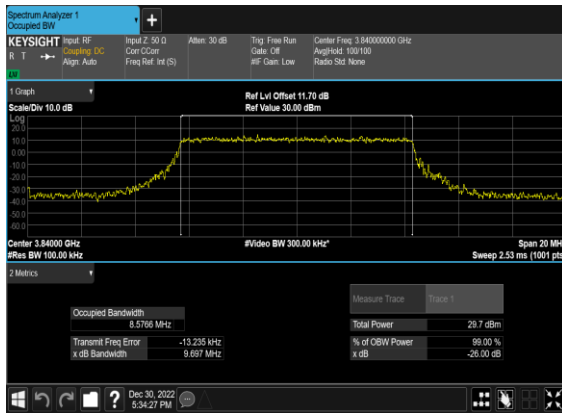 Spectrum Analyzer 1
Occupied BW
KEYSIGHT Input: RF Input Z: 50 Ω Atten: 30 dB Trig: Free Run Center Freq: 3.840000000 GHz
R T Coupling: DC Corr CCorr Gate: Off Avg|Hold: 100/100
Align: Auto Freq Ref: Int (S) #IF Gain: Low Radio Std: None
1 Graph
Ref Lvl Offset 11.70 dB
Scale/Div 10.0 dB Ref Value 30.00 dBm
Log
20.0
10.0
0.00
-10.0
-20.0
-30.0
-40.0
-50.0
-60.0
Center 3.84000 GHz #Video BW 300.00 kHz* Span 20 MH
#Res BW 100.00 kHz Sweep 2.53 ms (1001 pts
2 Metrics
Measure Trace Trace 1
Occupied Bandwidth
8.5766 MHz Total Power 29.7 dBm
Transmit Freq Error -13.235 kHz % of OBW Power 99.00 %
x dB Bandwidth 9.697 MHz x dB -26.00 dB
? Dec 30, 2022
5:34:27 PM